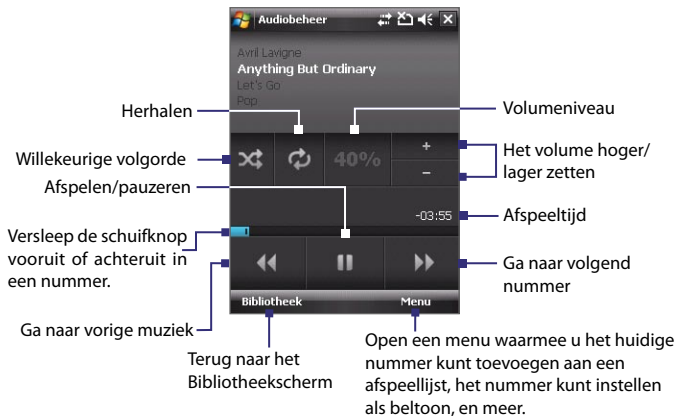 Audiobeheer
Avril Lavigne
Anything But Ordinary
Let's Go
Pop
Herhalen
Volumeniveau
Willekeurige volgorde
40%
+
−
Het volume hoger/
lager zetten
Afspelen/pauzeren
-03:55
Afspeeltijd
Versleep de schuifknop
vooruit of achteruit in
een nummer.
Ga naar volgend
nummer
Bibliotheek
Menu
Ga naar vorige muziek
Terug naar het
Bibliotheekscherm
Open een menu waarmee u het huidige
nummer kunt toevoegen aan een
afspeellijst, het nummer kunt instellen
als beltoon, en meer.